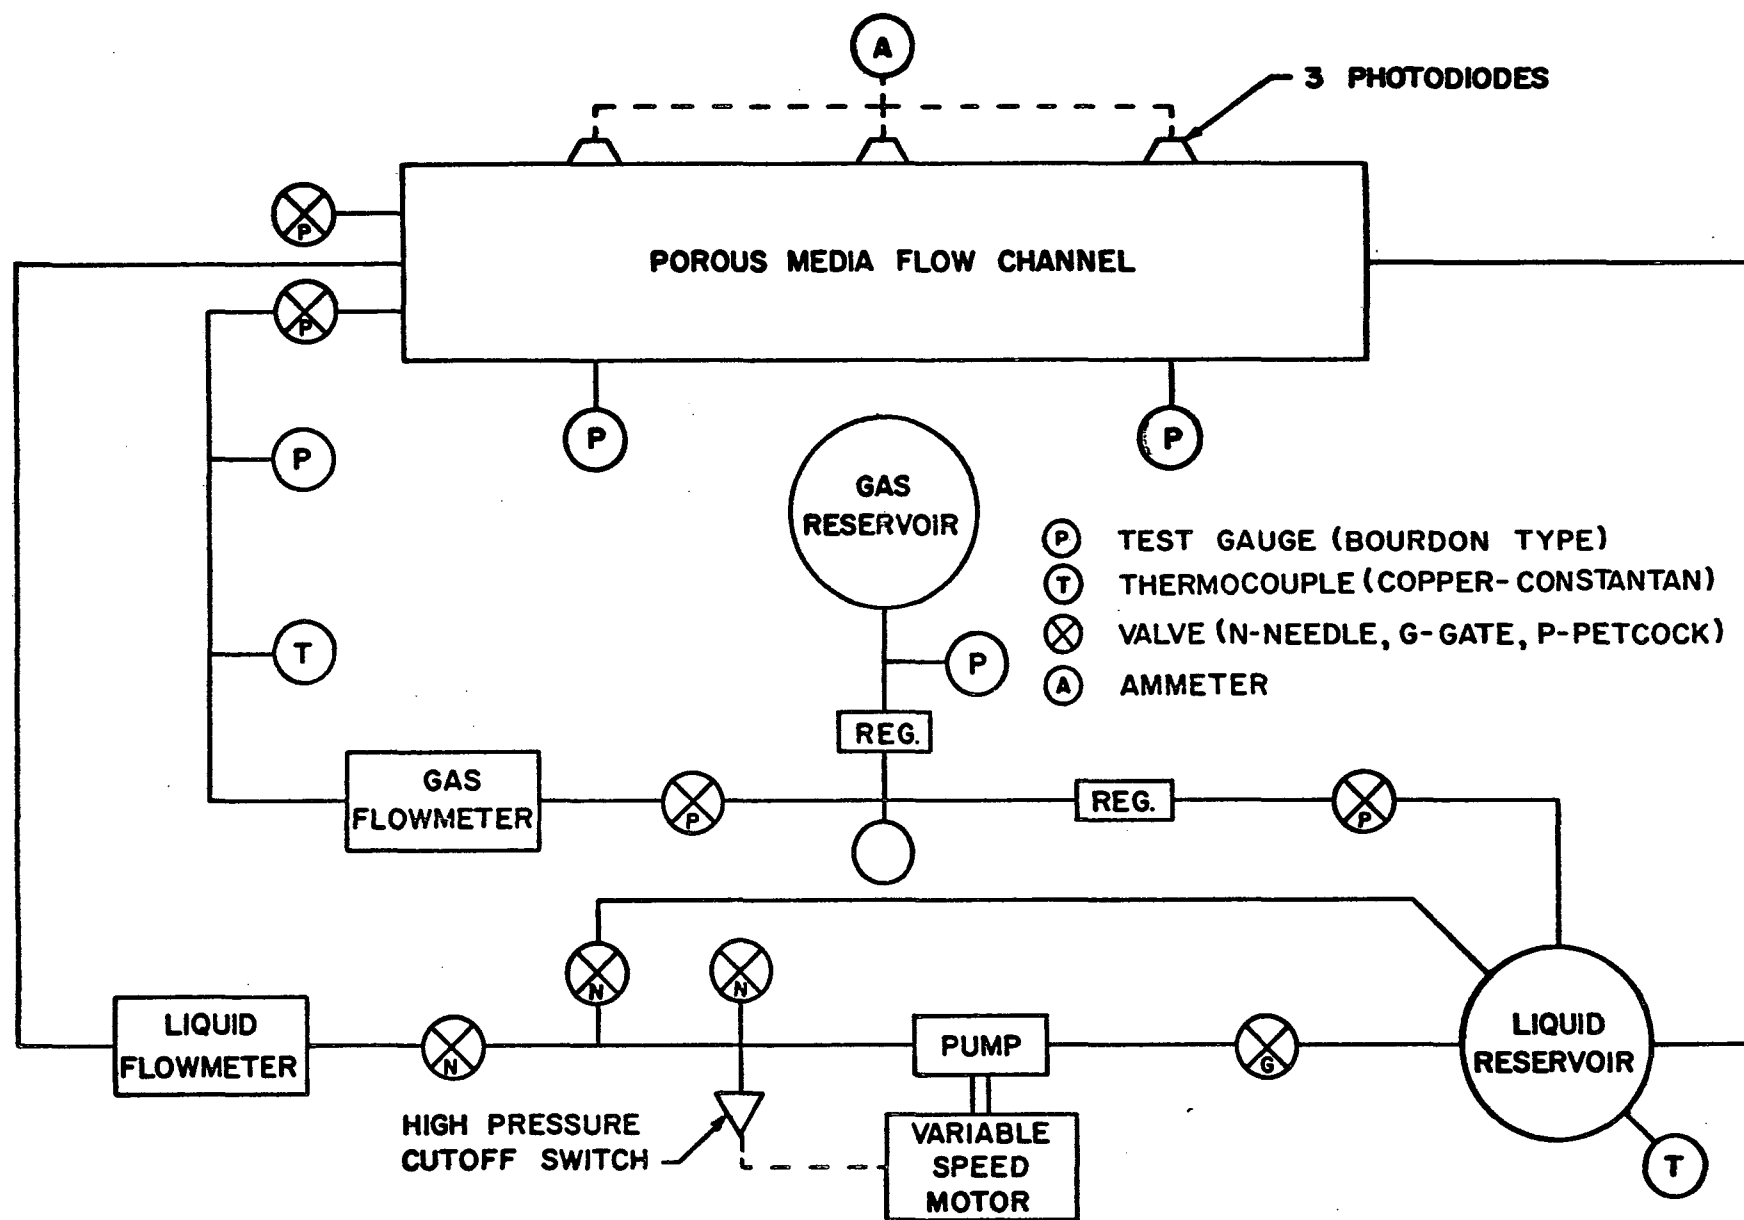 A
3 PHOTODIODES
P
POROUS MEDIA FLOW CHANNEL
P
P
P
P
GAS
RESERVOIR
P TEST GAUGE (BOURDON TYPE)
T THERMOCOUPLE (COPPER-CONSTANTAN)
VALVE (N-NEEDLE, G-GATE, P-PETCOCK)
A AMMETER
T
P
REG.
GAS
FLOWMETER
P
REG.
P
N
N
LIQUID
FLOWMETER
N
PUMP
G
LIQUID
RESERVOIR
HIGH PRESSURE
CUTOFF SWITCH
VARIABLE
SPEED
MOTOR
T